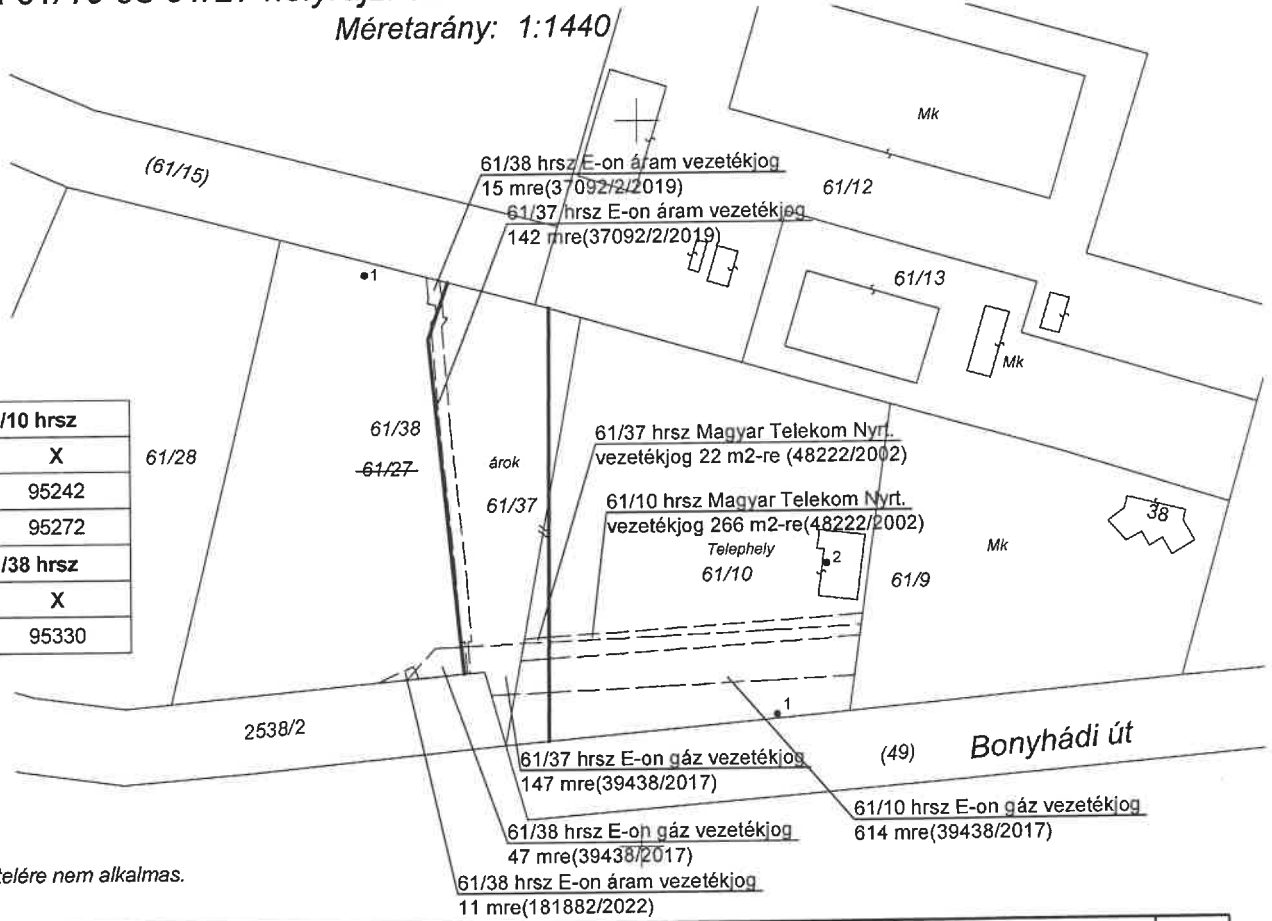 61/10
Méretarány: 1:1440
Mk
(61/15)
61/38 hrsz E-on áram vezetékjog
15 mre(37092/2/2019)
61/12
61/37 hrsz E-on áram vezetékjog
142 mre(37092/2/2019)
1
61/13
Mk
/10 hrsz
X
95242
95272
/38 hrsz
X
95330
61/28
61/38
61/27
árok
61/37
61/37 hrsz Magyar Telekom Nyrt.
vezetékjog 22 m2-re (48222/2002)
61/10 hrsz Magyar Telekom Nyrt.
vezetékjog 266 m2-re(48222/2002)
Telephely
61/10
2
38
Mk
61/9
1
2538/2
(49)
Bonyhádi út
61/37 hrsz E-on gáz vezetékjog
147 mre(39438/2017)
61/10 hrsz E-on gáz vezetékjog
614 mre(39438/2017)
61/38 hrsz E-on gáz vezetékjog
47 mre(39438/2017)
telére nem alkalmas.
61/38 hrsz E-on áram vezetékjog
11 mre(181882/2022)